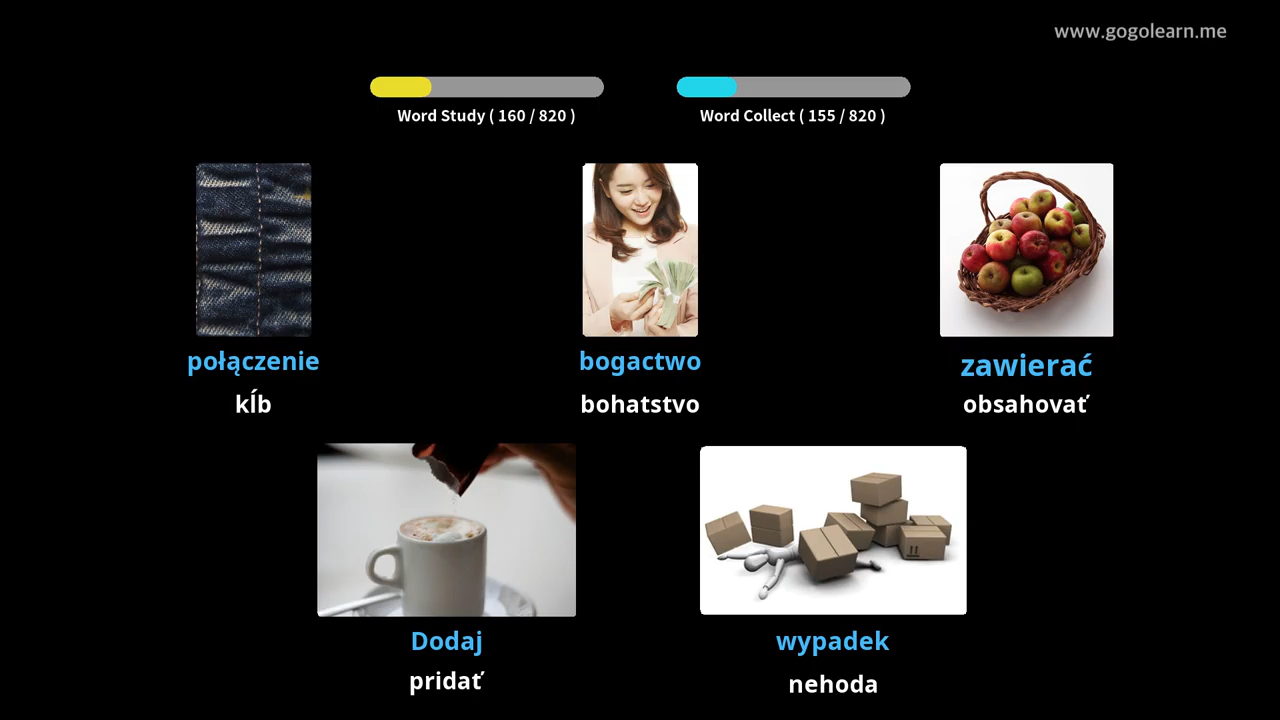 www.gogolearn.me
Word Study ( 160 / 820 )
Word Collect ( 155 / 820 )
połączenie
bogactwo
zawierać
kĺb
bohatstvo
obsahovať
Dodaj
wypadek
pridať
nehoda